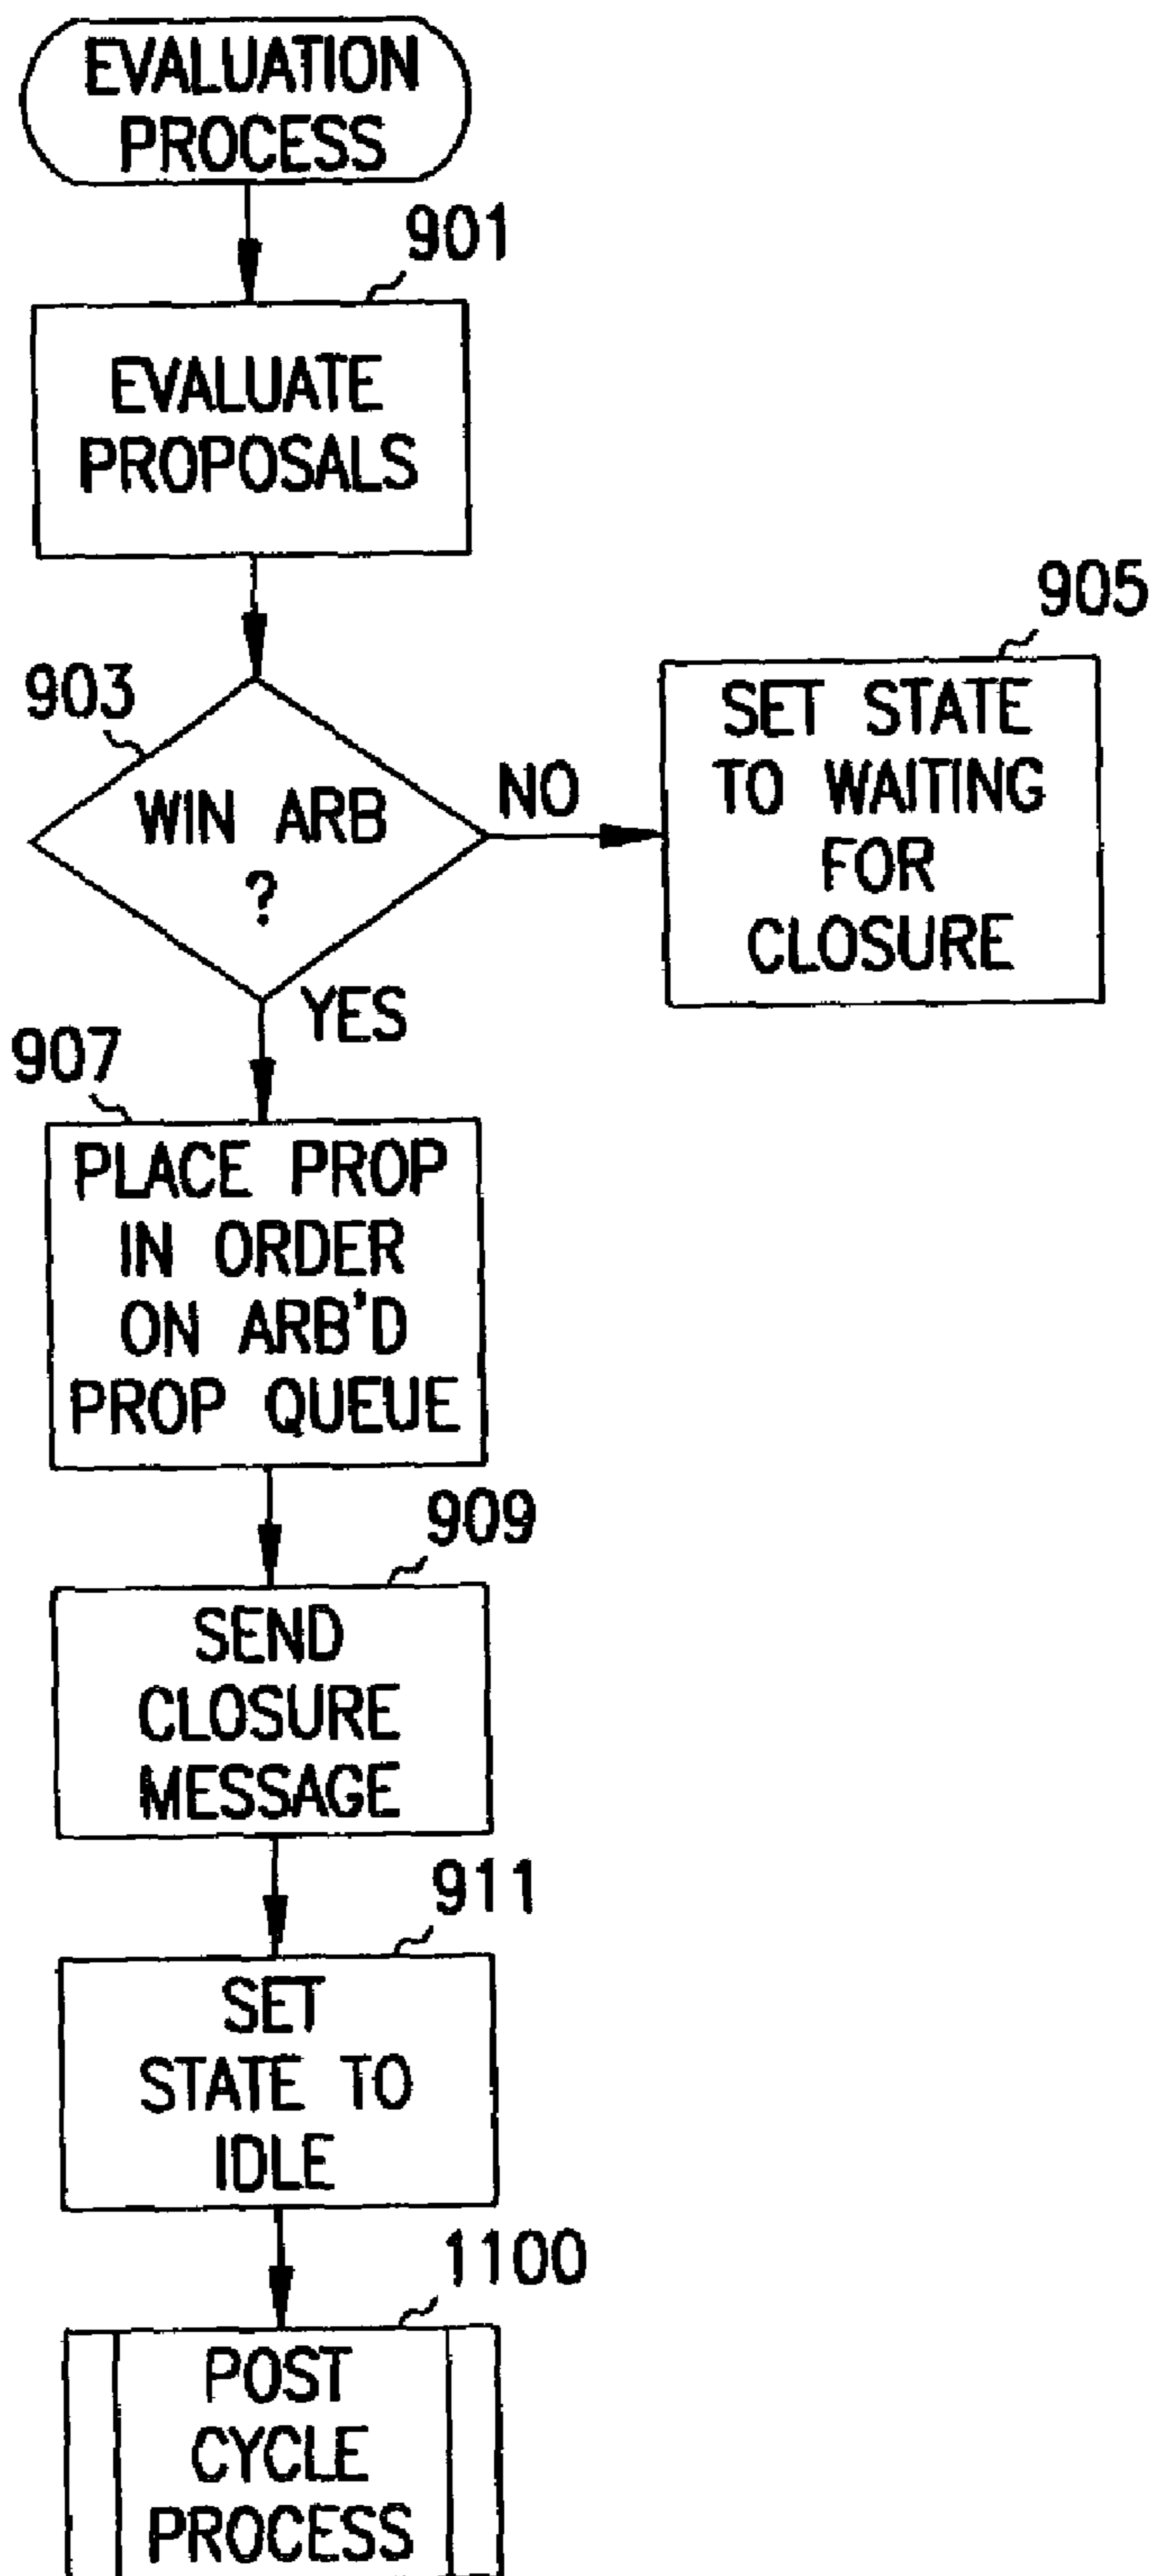 EVALUATION
PROCESS
901
EVALUATE
PROPOSALS
903
WIN ARB
?
NO
905
SET STATE
TO WAITING
FOR
CLOSURE
YES
907
PLACE PROP
IN ORDER
ON ARB'D
PROP QUEUE
909
SEND
CLOSURE
MESSAGE
911
SET
STATE TO
IDLE
1100
POST
CYCLE
PROCESS